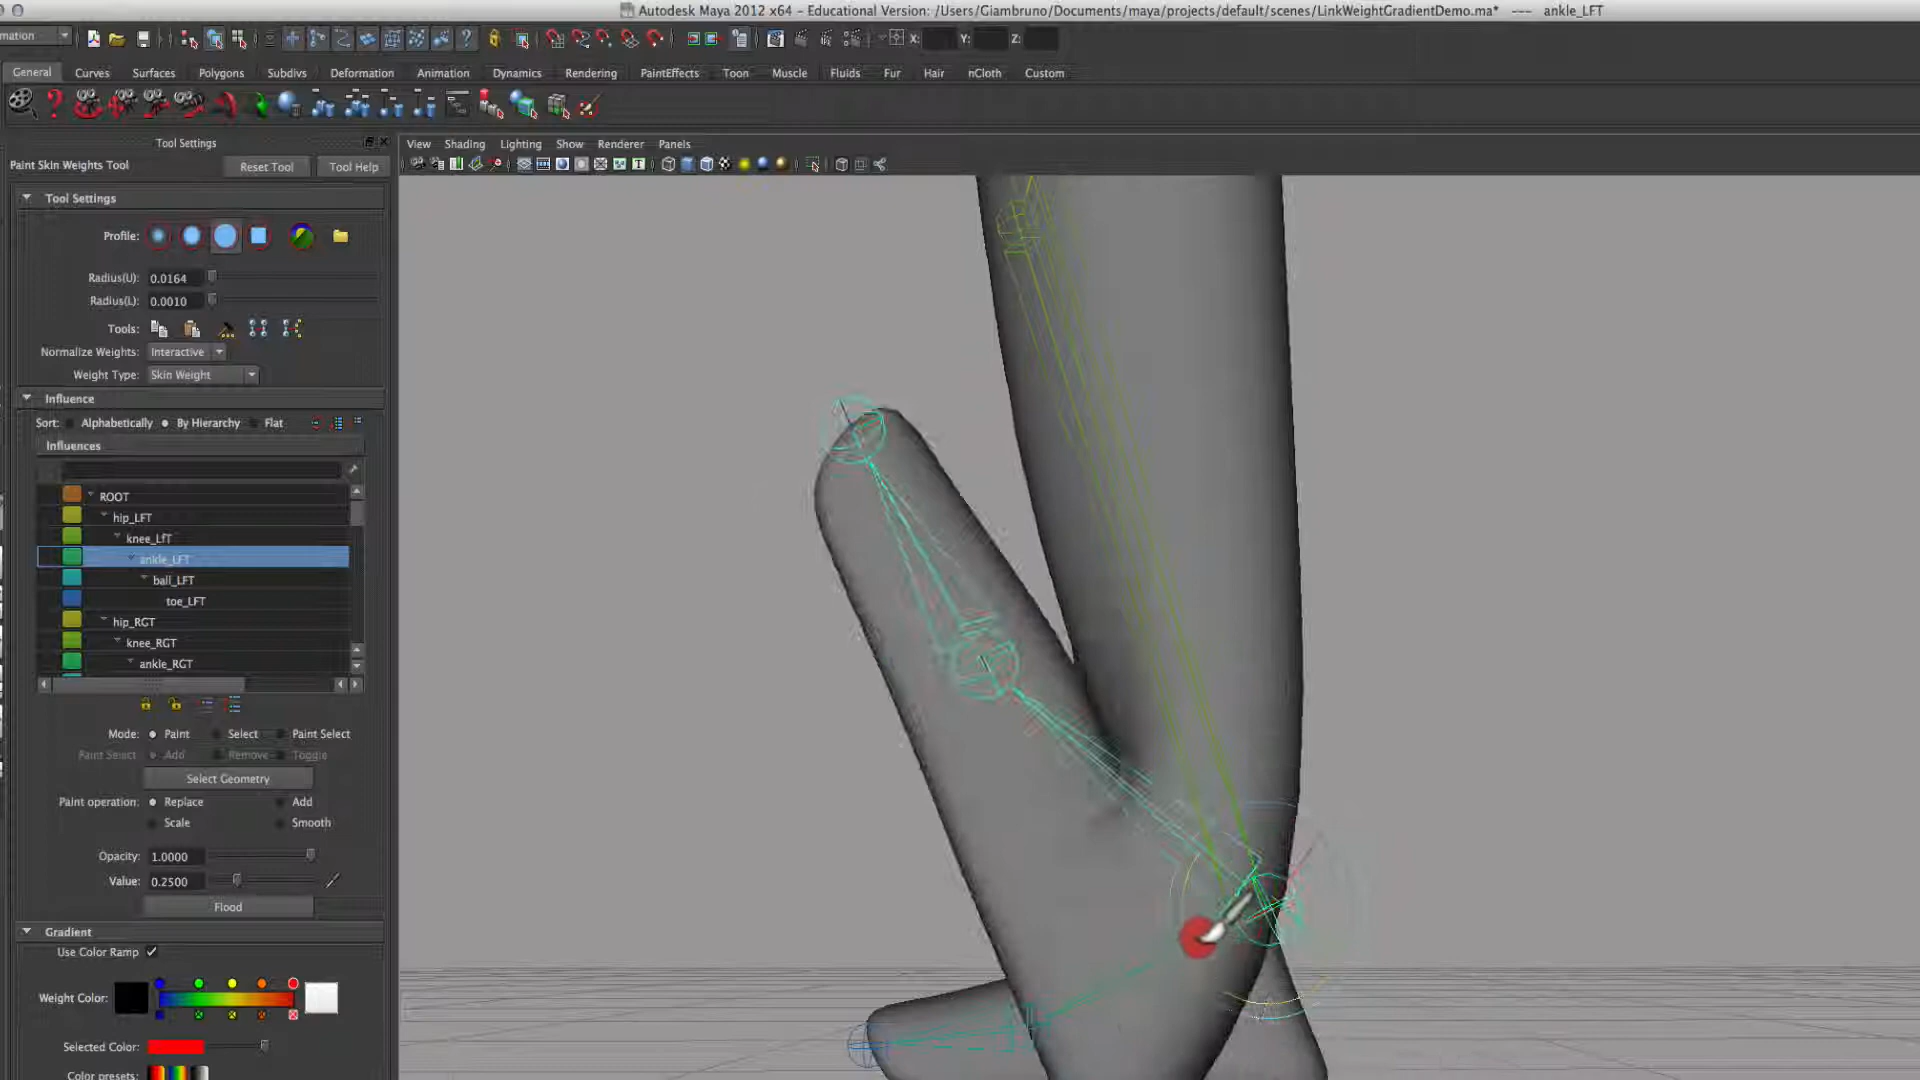 Autodesk Maya 2012 x64 - Educational Version: /Users/Giambruno/Documents/maya/projects/default/scenes/LinkWeightGradientDemo.ma* --- ankle_LFT
mation X: Y: Z:
General Curves Surfaces Polygons Subdivs Deformation Animation Dynamics Rendering PaintEffects Toon Muscle Fluids Fur Hair nCloth Custom
Tool Settings
View Shading Lighting Show Renderer Panels
Paint Skin Weights Tool Reset Tool Tool Help
Tool Settings
Profile:
Radius(U): 0.0164
Radius(L): 0.0010
Tools:
Normalize Weights: Interactive
Weight Type: Skin Weight
Influence
Sort: Alphabetically By Hierarchy Flat
Influences
ROOT
hip_LFT
knee_LfT
ankle_LFT
ball_LFT
toe_LFT
hip_RGT
knee_RGT
ankle_RGT
Mode: Paint Select Paint Select
Paint Select: Add Remove Toggle
Select Geometry
Paint operation: Replace Add
Scale Smooth
Opacity: 1.0000
Value: 0.2500
Flood
Gradient
Use Color Ramp
Weight Color:
Selected Color:
Color presets: